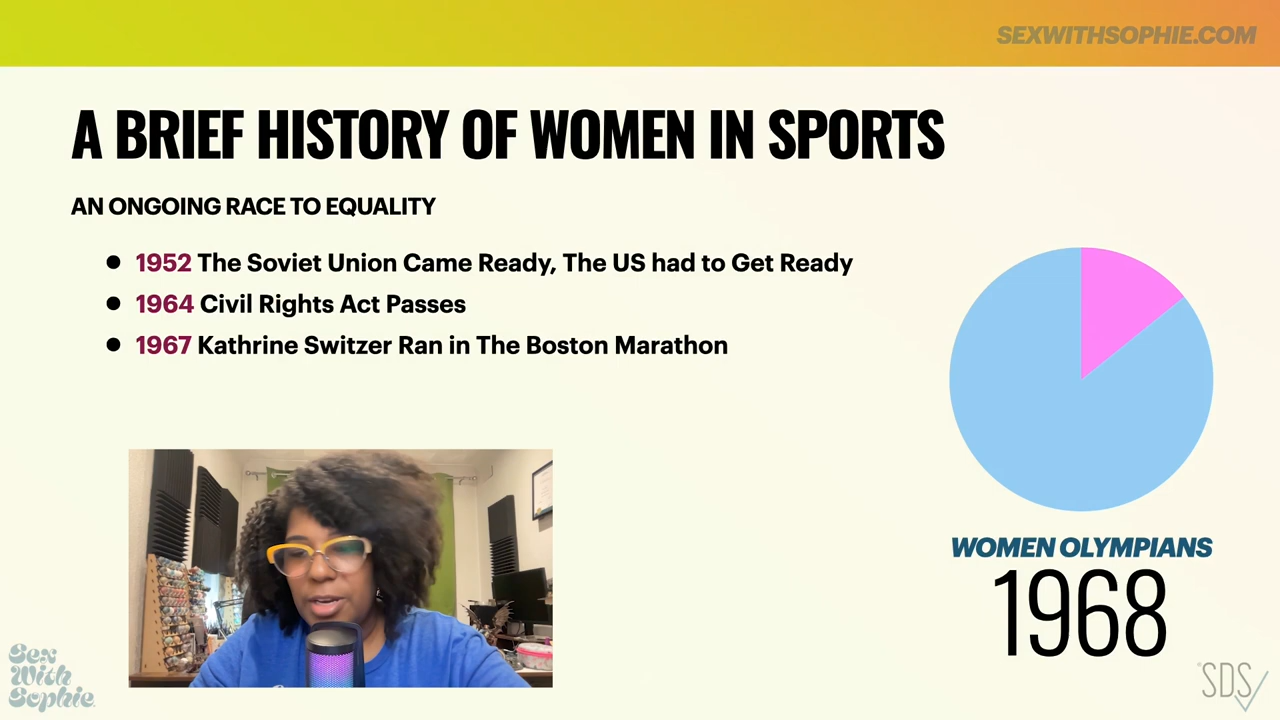 SEXWITHSOPHIE.COM
A BRIEF HISTORY OF WOMEN IN SPORTS
AN ONGOING RACE TO EQUALITY
● 1952 The Soviet Union Came Ready, The US had to Get Ready
● 1964 Civil Rights Act Passes
● 1967 Kathrine Switzer Ran in The Boston Marathon
WOMEN OLYMPIANS
1968
Sex
With
Sophie
SDS